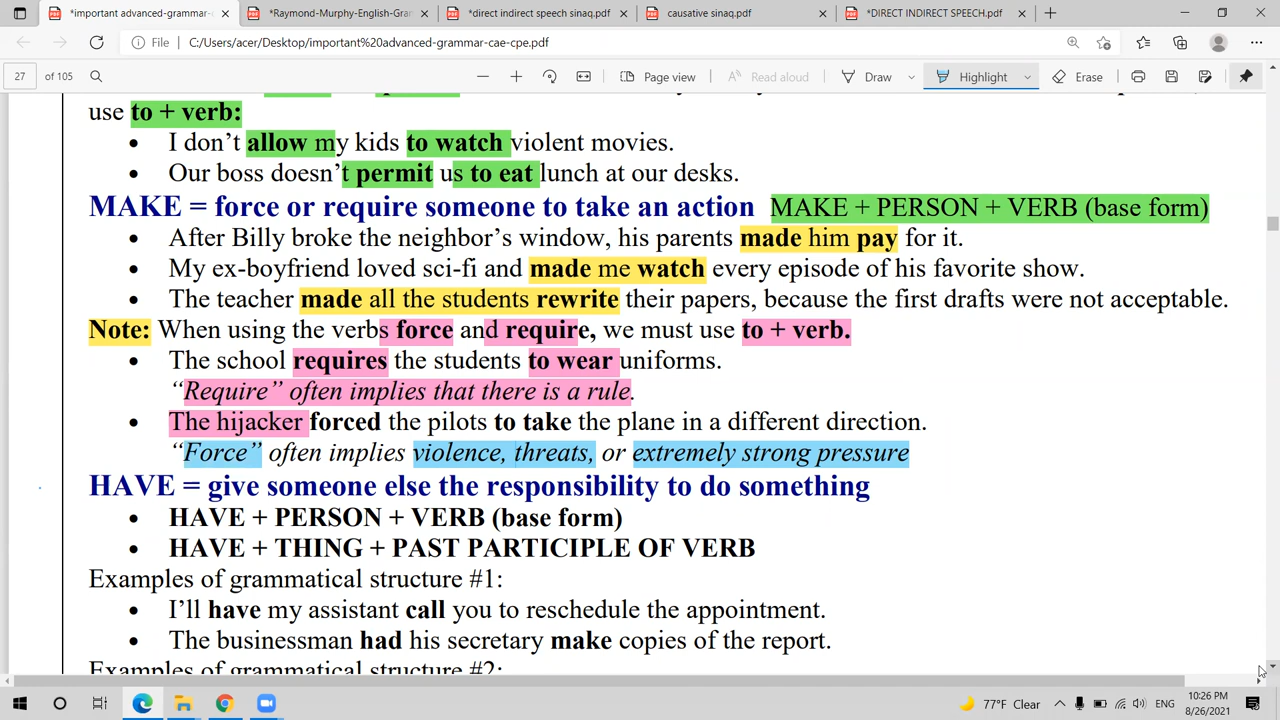 *important advanced-grammar-
*Raymond-Murphy-English-Gra
*direct indirect speech sinaq.pdf
causative sinaq.pdf
*DIRECT INDIRECT SPEECH.pdf
File C:/Users/acer/Desktop/important%20advanced-grammar-cae-cpe.pdf
27 of 105 Page view Read aloud Draw Highlight Erase
use to + verb:
• I don’t allow my kids to watch violent movies.
• Our boss doesn’t permit us to eat lunch at our desks.
MAKE = force or require someone to take an action MAKE + PERSON + VERB (base form)
• After Billy broke the neighbor’s window, his parents made him pay for it.
• My ex-boyfriend loved sci-fi and made me watch every episode of his favorite show.
• The teacher made all the students rewrite their papers, because the first drafts were not acceptable.
Note: When using the verbs force and require, we must use to + verb.
• The school requires the students to wear uniforms.
“Require” often implies that there is a rule.
• The hijacker forced the pilots to take the plane in a different direction.
“Force” often implies violence, threats, or extremely strong pressure
HAVE = give someone else the responsibility to do something
• HAVE + PERSON + VERB (base form)
• HAVE + THING + PAST PARTICIPLE OF VERB
Examples of grammatical structure #1:
• I’ll have my assistant call you to reschedule the appointment.
• The businessman had his secretary make copies of the report.
Examples of grammatical structure #2:
77°F Clear ENG 10:26 PM
8/26/2021